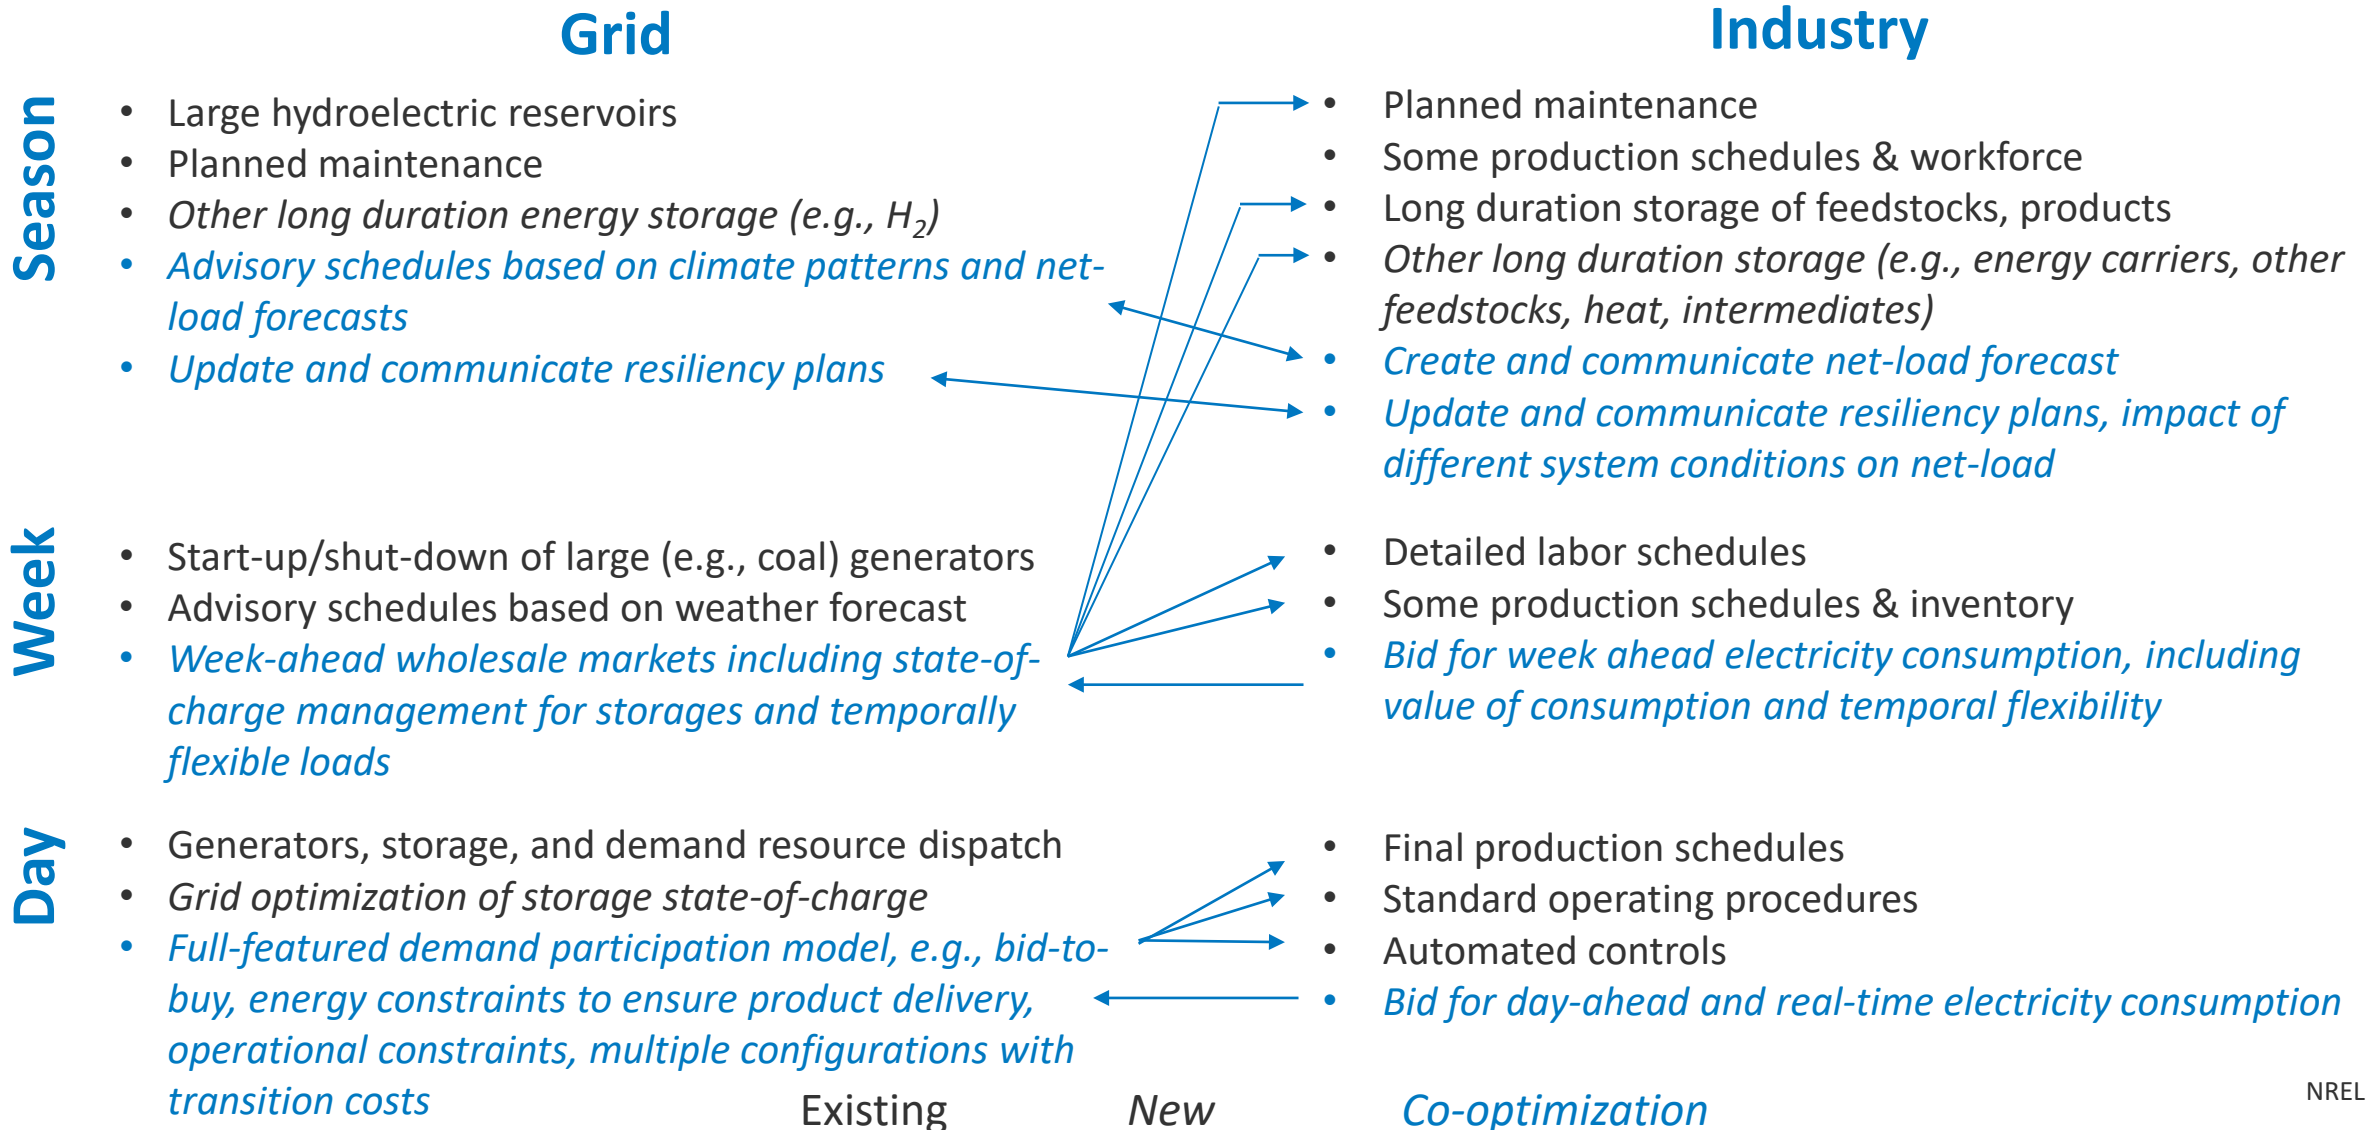 Grid
Industry
Season
• Large hydroelectric reservoirs
• Planned maintenance
• Other long duration energy storage (e.g., H2)
• Advisory schedules based on climate patterns and net-
load forecasts
• Update and communicate resiliency plans
• Planned maintenance
• Some production schedules & workforce
• Long duration storage of feedstocks, products
• Other long duration storage (e.g., energy carriers, other
feedstocks, heat, intermediates)
• Create and communicate net-load forecast
• Update and communicate resiliency plans, impact of
different system conditions on net-load
Week
• Start-up/shut-down of large (e.g., coal) generators
• Advisory schedules based on weather forecast
• Week-ahead wholesale markets including state-of-
charge management for storages and temporally
flexible loads
• Detailed labor schedules
• Some production schedules & inventory
• Bid for week ahead electricity consumption, including
value of consumption and temporal flexibility
Day
• Generators, storage, and demand resource dispatch
• Grid optimization of storage state-of-charge
• Full-featured demand participation model, e.g., bid-to-
buy, energy constraints to ensure product delivery,
operational constraints, multiple configurations with
transition costs
• Final production schedules
• Standard operating procedures
• Automated controls
• Bid for day-ahead and real-time electricity consumption
Existing
New
Co-optimization
NREL